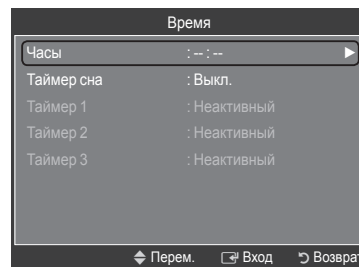 Время
Часы : -- : --
Таймер сна : Выкл.
Таймер 1 : Неактивный
Таймер 2 : Неактивный
Таймер 3 : Неактивный
Перем. Вход Возврат